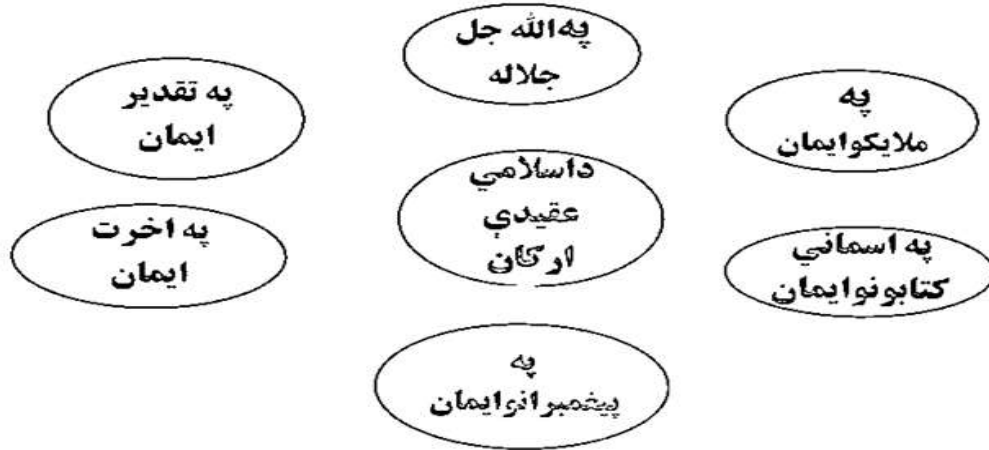 په الله جل
جلاله
په
ملایکوایمان
په تقدیر
ایمان
داسلامي
عقیدې
ارکان
په اسماني
کتابونوایمان
په اخرت
ایمان
په
پیغمبرانوایمان